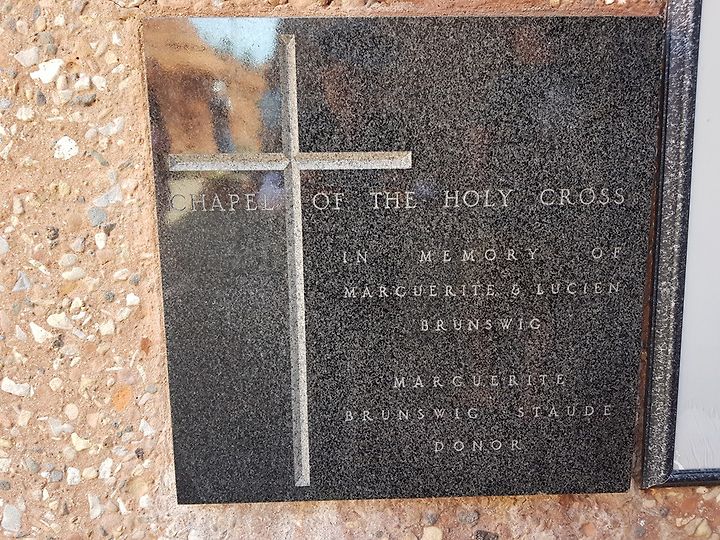 CHAPEL OF THE HOLY CROSS
IN MEMORY OF
MARGUERITE & LUCIEN
BRUNSWIG
MARGUERITE
BRUNSWIG STAUDE
DONOR